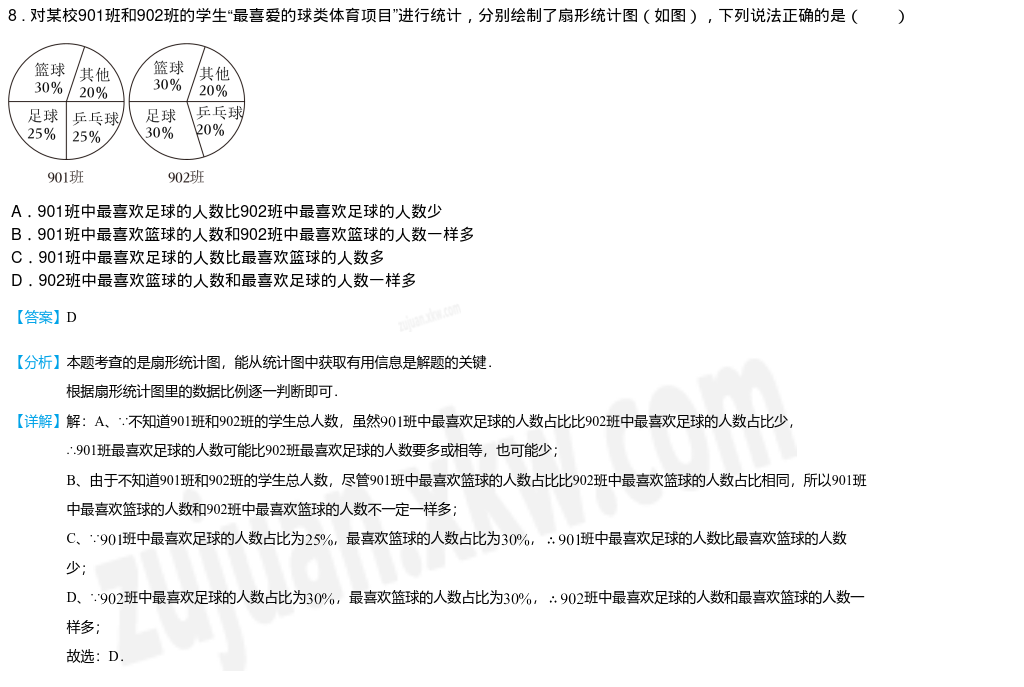 8．对某校901班和902班的学生“最喜爱的球类体育项目”进行统计，分别绘制了扇形统计图（如图），下列说法正确的是（　　）
篮球 30%
其他 20%
足球 25%
乒乓球 25%
901班
篮球 30%
其他 20%
足球 30%
乒乓球 20%
902班
A．901班中最喜欢足球的人数比902班中最喜欢足球的人数少
B．901班中最喜欢篮球的人数和902班中最喜欢篮球的人数一样多
C．901班中最喜欢足球的人数比最喜欢篮球的人数多
D．902班中最喜欢篮球的人数和最喜欢足球的人数一样多
【答案】D
zujuan.xkw.com
【分析】本题考查的是扇形统计图，能从统计图中获取有用信息是解题的关键．
根据扇形统计图里的数据比例逐一判断即可．
【详解】解：A、∵不知道901班和902班的学生总人数，虽然901班中最喜欢足球的人数占比比902班中最喜欢足球的人数占比少，
∴901班最喜欢足球的人数可能比902班最喜欢足球的人数要多或相等，也可能少；
B、由于不知道901班和902班的学生总人数，尽管901班中最喜欢篮球的人数占比比902班中最喜欢篮球的人数占比相同，所以901班
中最喜欢篮球的人数和902班中最喜欢篮球的人数不一定一样多；
C、∵901班中最喜欢足球的人数占比为25%，最喜欢篮球的人数占比为30%，∴901班中最喜欢足球的人数比最喜欢篮球的人数
少；
D、∵902班中最喜欢足球的人数占比为30%，最喜欢篮球的人数占比为30%，∴902班中最喜欢足球的人数和最喜欢篮球的人数一
样多；
故选：D．
zujuan.xkw.com